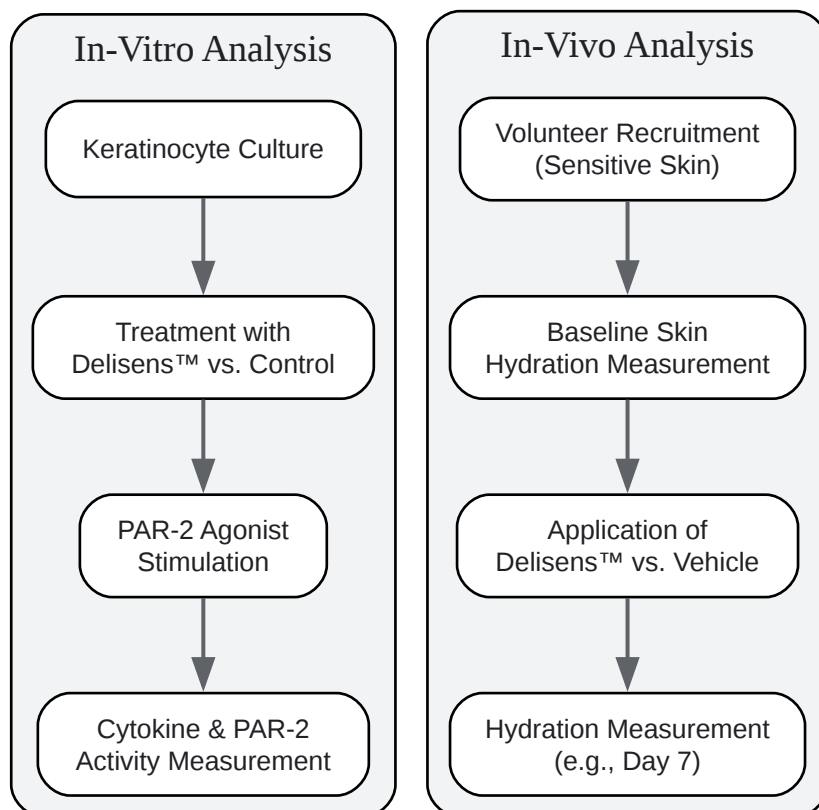 In-Vitro Analysis
Keratinocyte Culture
Treatment with
Delisens™ vs. Control
PAR-2 Agonist
Stimulation
Cytokine & PAR-2
Activity Measurement
In-Vivo Analysis
Volunteer Recruitment
(Sensitive Skin)
Baseline Skin
Hydration Measurement
Application of
Delisens™ vs. Vehicle
Hydration Measurement
(e.g., Day 7)